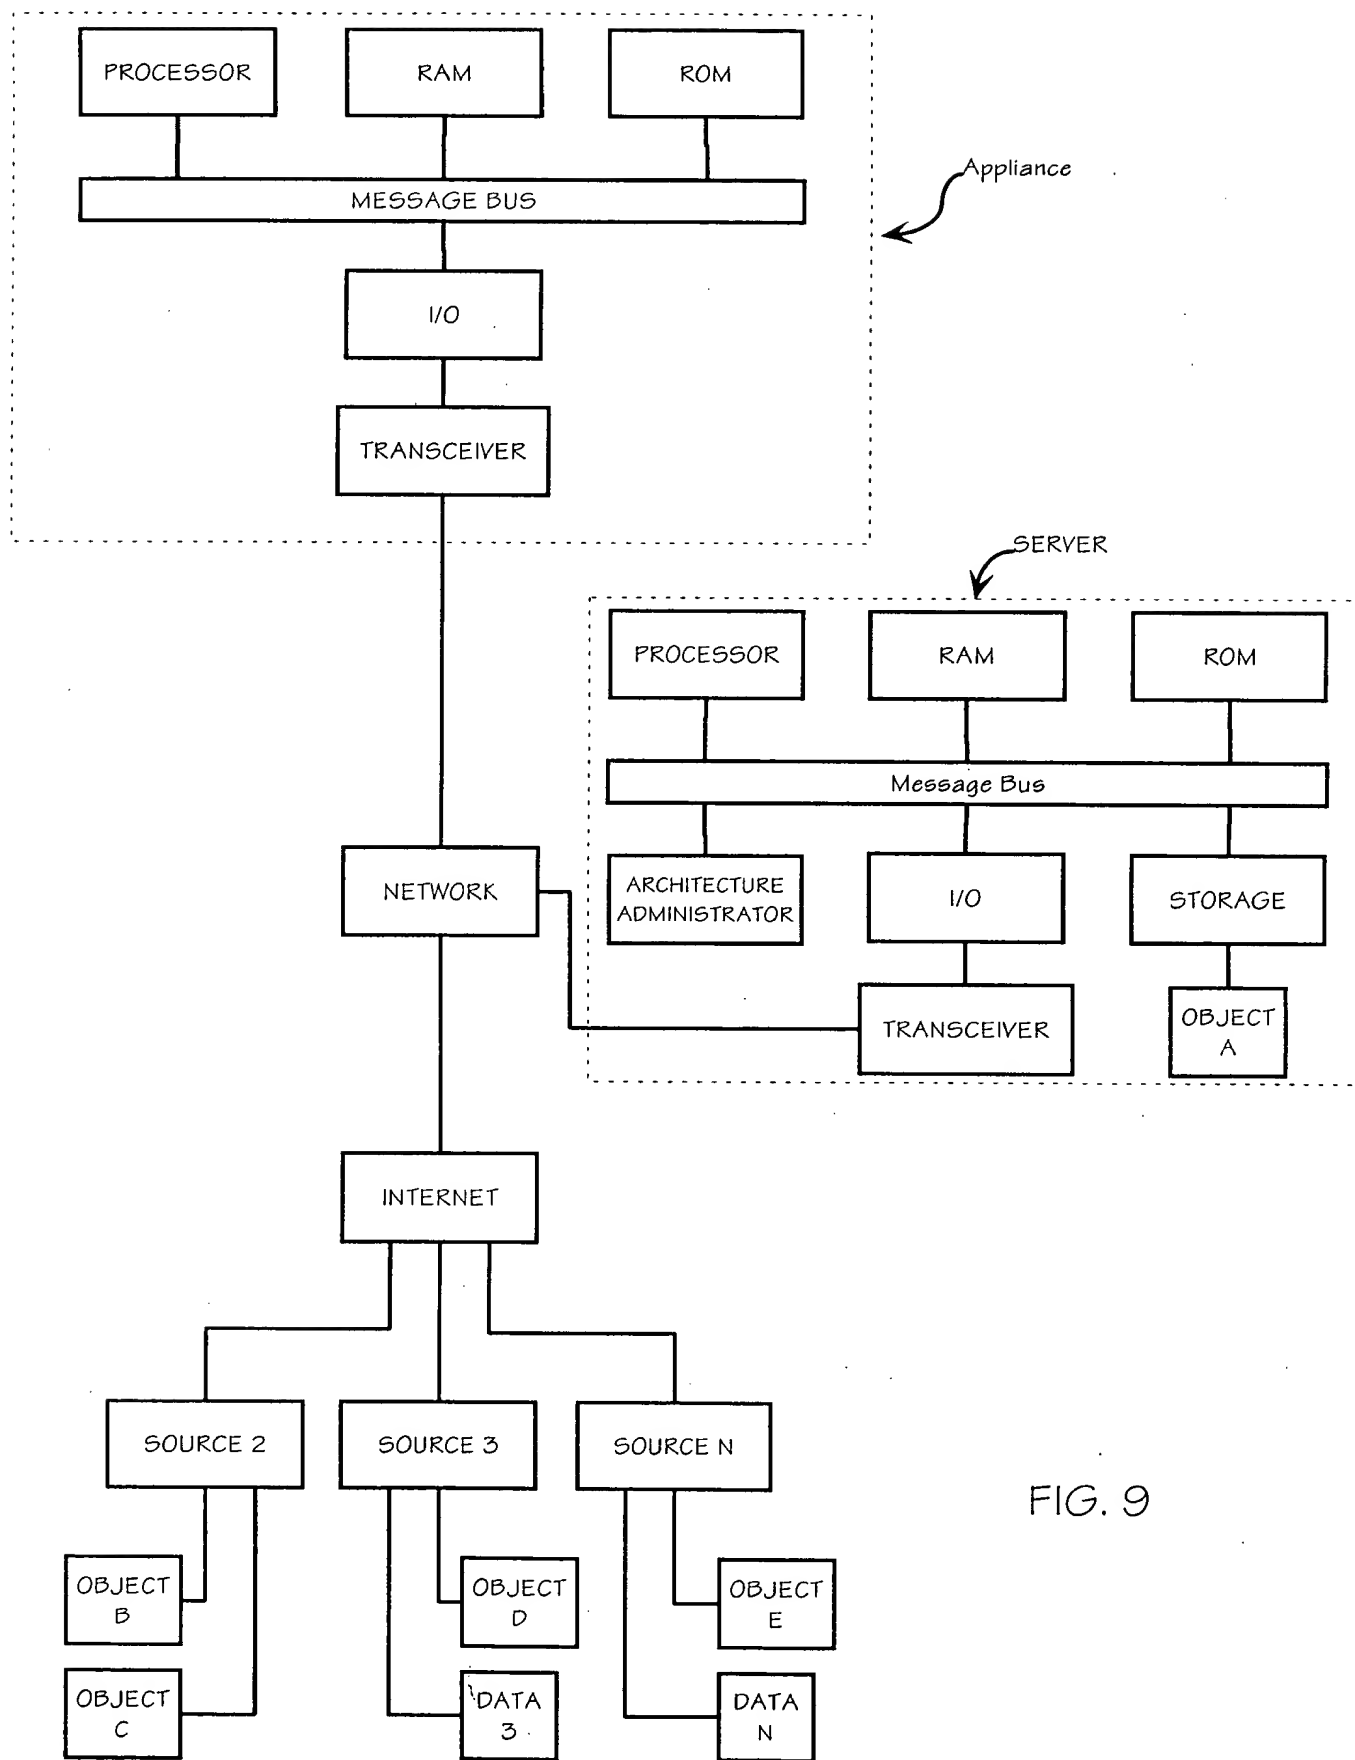 PROCESSOR
RAM
ROM
MESSAGE BUS
Appliance
I/O
TRANSCEIVER
SERVER
PROCESSOR
RAM
ROM
Message Bus
NETWORK
ARCHITECTURE
ADMINISTRATOR
I/O
STORAGE
TRANSCEIVER
OBJECT
A
INTERNET
SOURCE 2
SOURCE 3
SOURCE N
FIG. 9
OBJECT
B
OBJECT
D
OBJECT
E
OBJECT
C
DATA
3
DATA
N